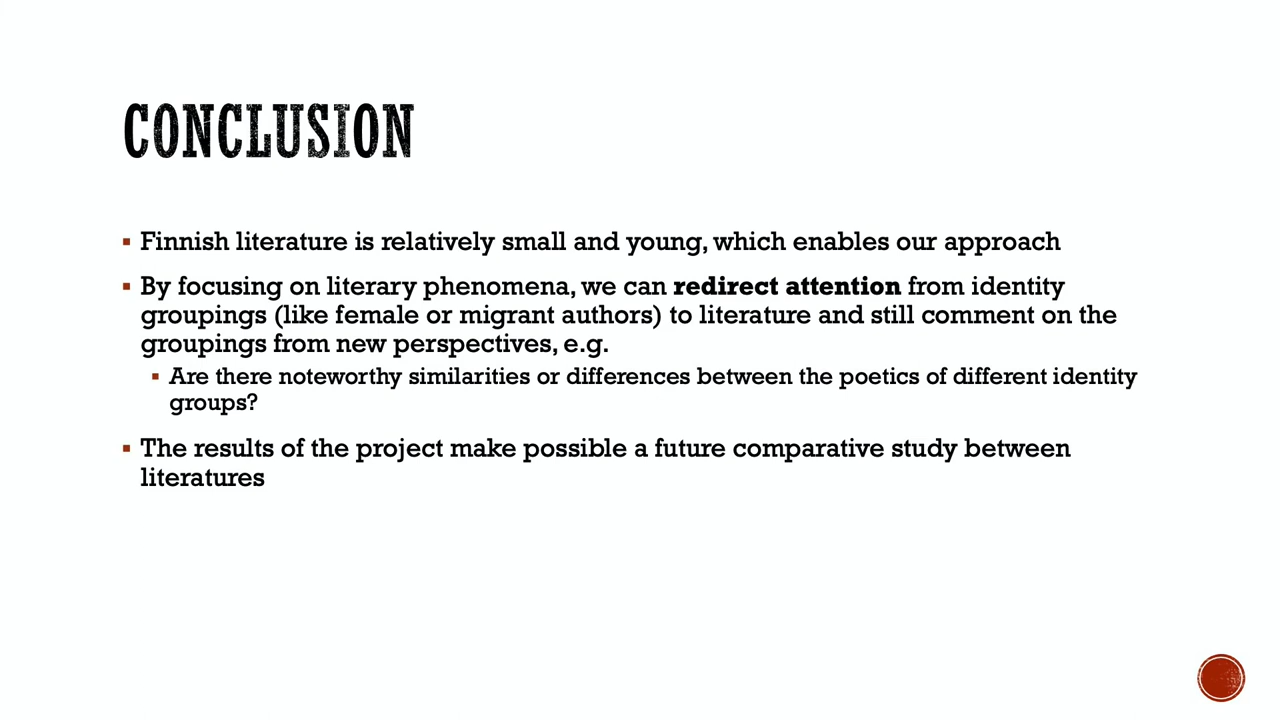 CONCLUSION
Finnish literature is relatively small and young, which enables our approach
By focusing on literary phenomena, we can redirect attention from identity
groupings (like female or migrant authors) to literature and still comment on the
groupings from new perspectives, e.g.
Are there noteworthy similarities or differences between the poetics of different identity
groups?
The results of the project make possible a future comparative study between
literatures